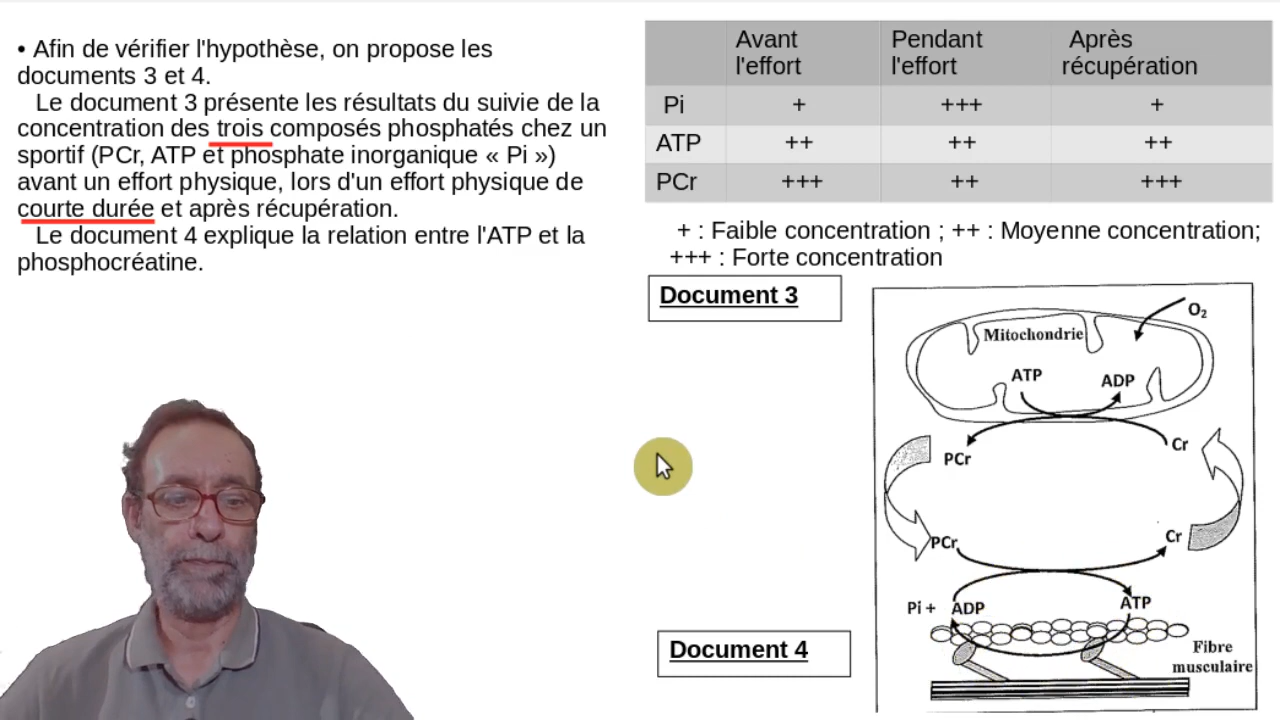 • Afin de vérifier l'hypothèse, on propose les
documents 3 et 4.
Le document 3 présente les résultats du suivie de la
concentration des trois composés phosphatés chez un
sportif (PCr, ATP et phosphate inorganique « Pi »)
avant un effort physique, lors d'un effort physique de
courte durée et après récupération.
Le document 4 explique la relation entre l'ATP et la
phosphocréatine.
Avant l'effort Pendant l'effort Après récupération
Pi + +++ +
ATP ++ ++ ++
PCr +++ ++ +++
+ : Faible concentration ; ++ : Moyenne concentration;
+++ : Forte concentration
Document 3
O₂
Mitochondrie
ATP ADP
PCr Cr
PCr Cr
Pi + ADP ATP
Fibre
musculaire
Document 4